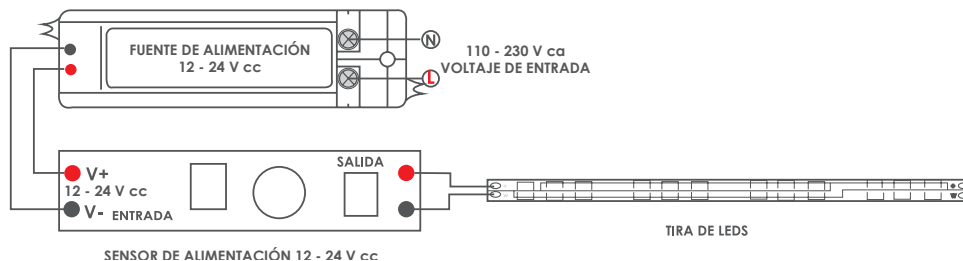 FUENTE DE ALIMENTACIÓN
12 - 24 V cc
N
110 - 230 V ca
VOLTAJE DE ENTRADA
L
V+
12 - 24 V cc
V- ENTRADA
SALIDA
TIRA DE LEDS
SENSOR DE ALIMENTACIÓN 12 - 24 V cc